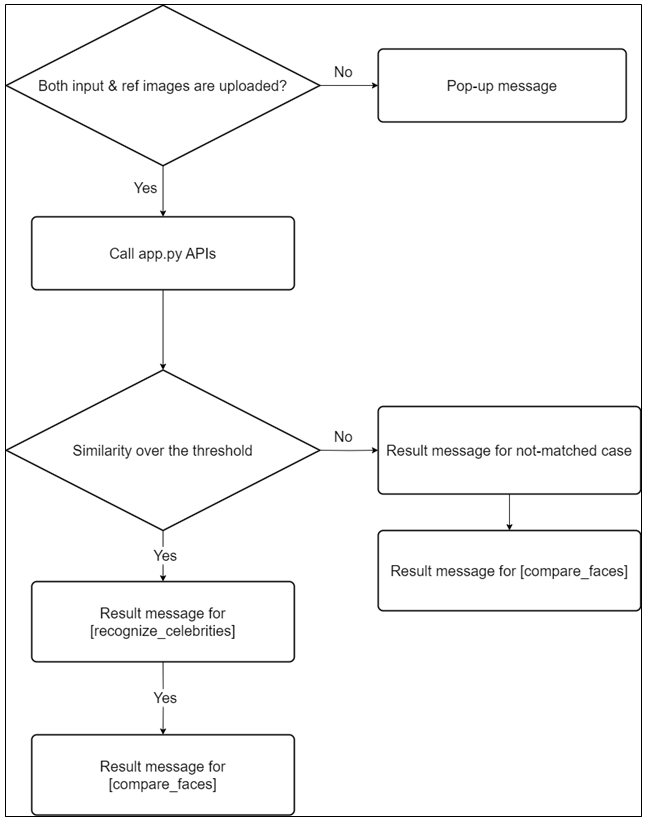 Both input & ref images are uploaded?
No
Pop-up message
Yes
Call app.py APIs
Similarity over the threshold
No
Result message for not-matched case
Result message for [compare_faces]
Yes
Result message for
[recognize_celebrities]
Yes
Result message for
[compare_faces]